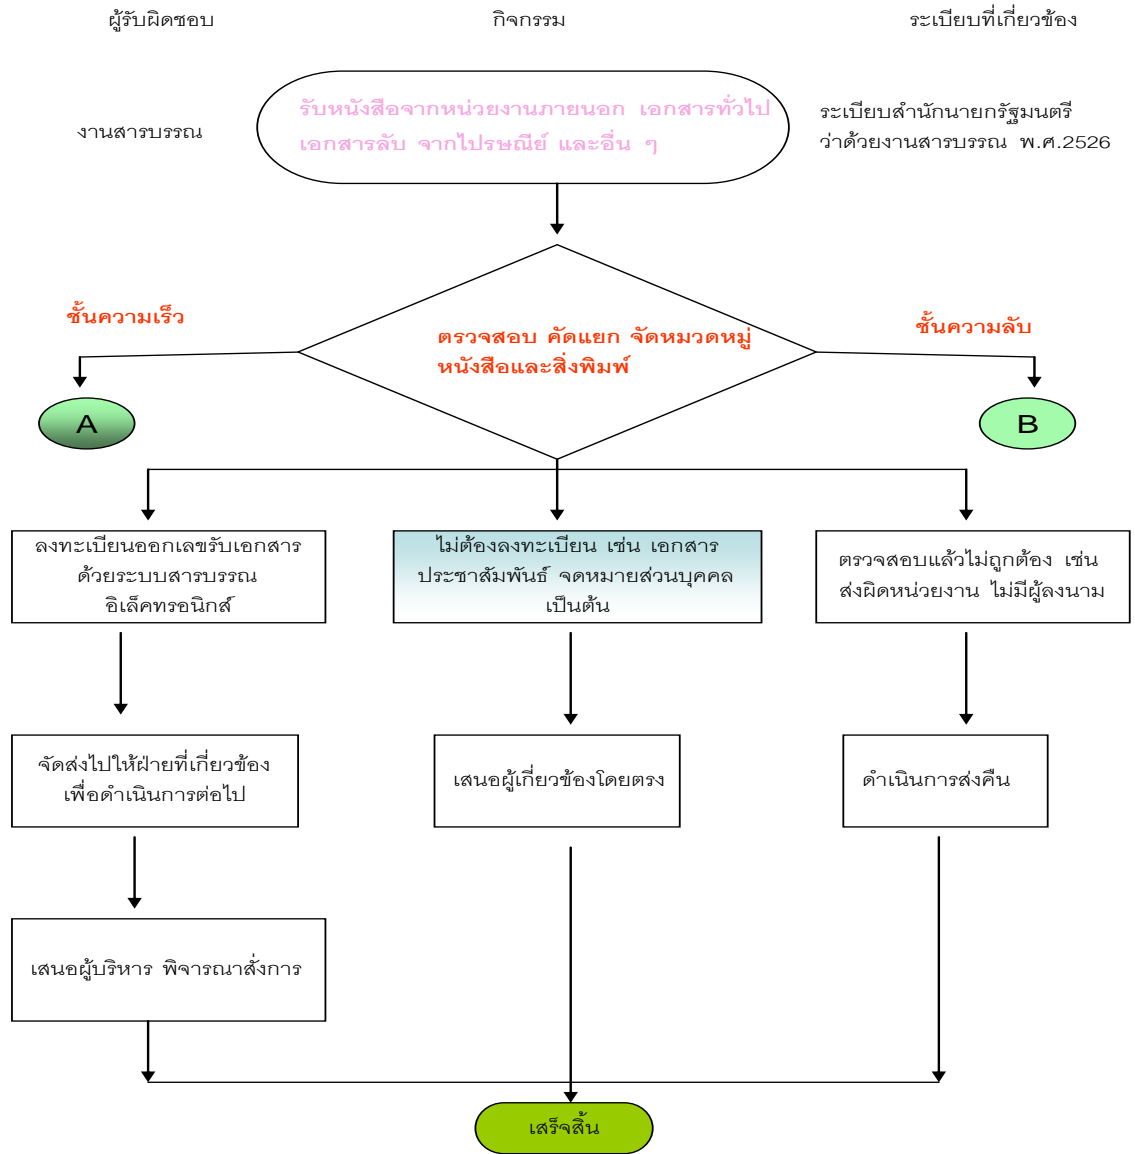 ผู้รับผิดชอบ
กิจกรรม
ระเบียบที่เกี่ยวข้อง
งานสารบรรณ
รับหนังสือจากหน่วยงานภายนอก เอกสารทั่วไป
เอกสารลับ จากไปรษณีย์ และอื่น ๆ
ระเบียบสำนักนายกรัฐมนตรี
ว่าด้วยงานสารบรรณ พ.ศ.2526
ชั้นความเร็ว
ตรวจสอบ คัดแยก จัดหมวดหมู่
หนังสือและสิ่งพิมพ์
ชั้นความลับ
A
B
ลงทะเบียนออกเลขรับเอกสาร
ด้วยระบบสารบรรณ
อิเล็คทรอนิกส์
ไม่ต้องลงทะเบียน เช่น เอกสาร
ประชาสัมพันธ์ จดหมายส่วนบุคคล
เป็นต้น
ตรวจสอบแล้วไม่ถูกต้อง เช่น
ส่งผิดหน่วยงาน ไม่มีผู้ลงนาม
จัดส่งไปให้ฝ่ายที่เกี่ยวข้อง
เพื่อดำเนินการต่อไป
เสนอผู้เกี่ยวข้องโดยตรง
ดำเนินการส่งคืน
เสนอผู้บริหาร พิจารณาสั่งการ
เสร็จสิ้น